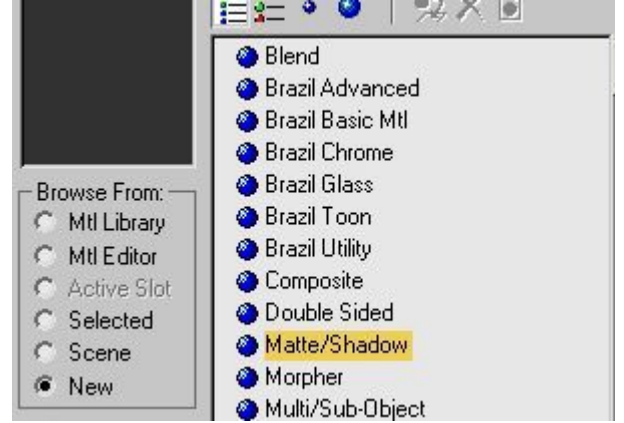 Blend
Brazil Advanced
Brazil Basic Mtl
Brazil Chrome
Brazil Glass
Brazil Toon
Brazil Utility
Composite
Double Sided
Matte/Shadow
Morpher
Multi/Sub-Object
Browse From:
Mtl Library
Mtl Editor
Active Slot
Selected
Scene
New